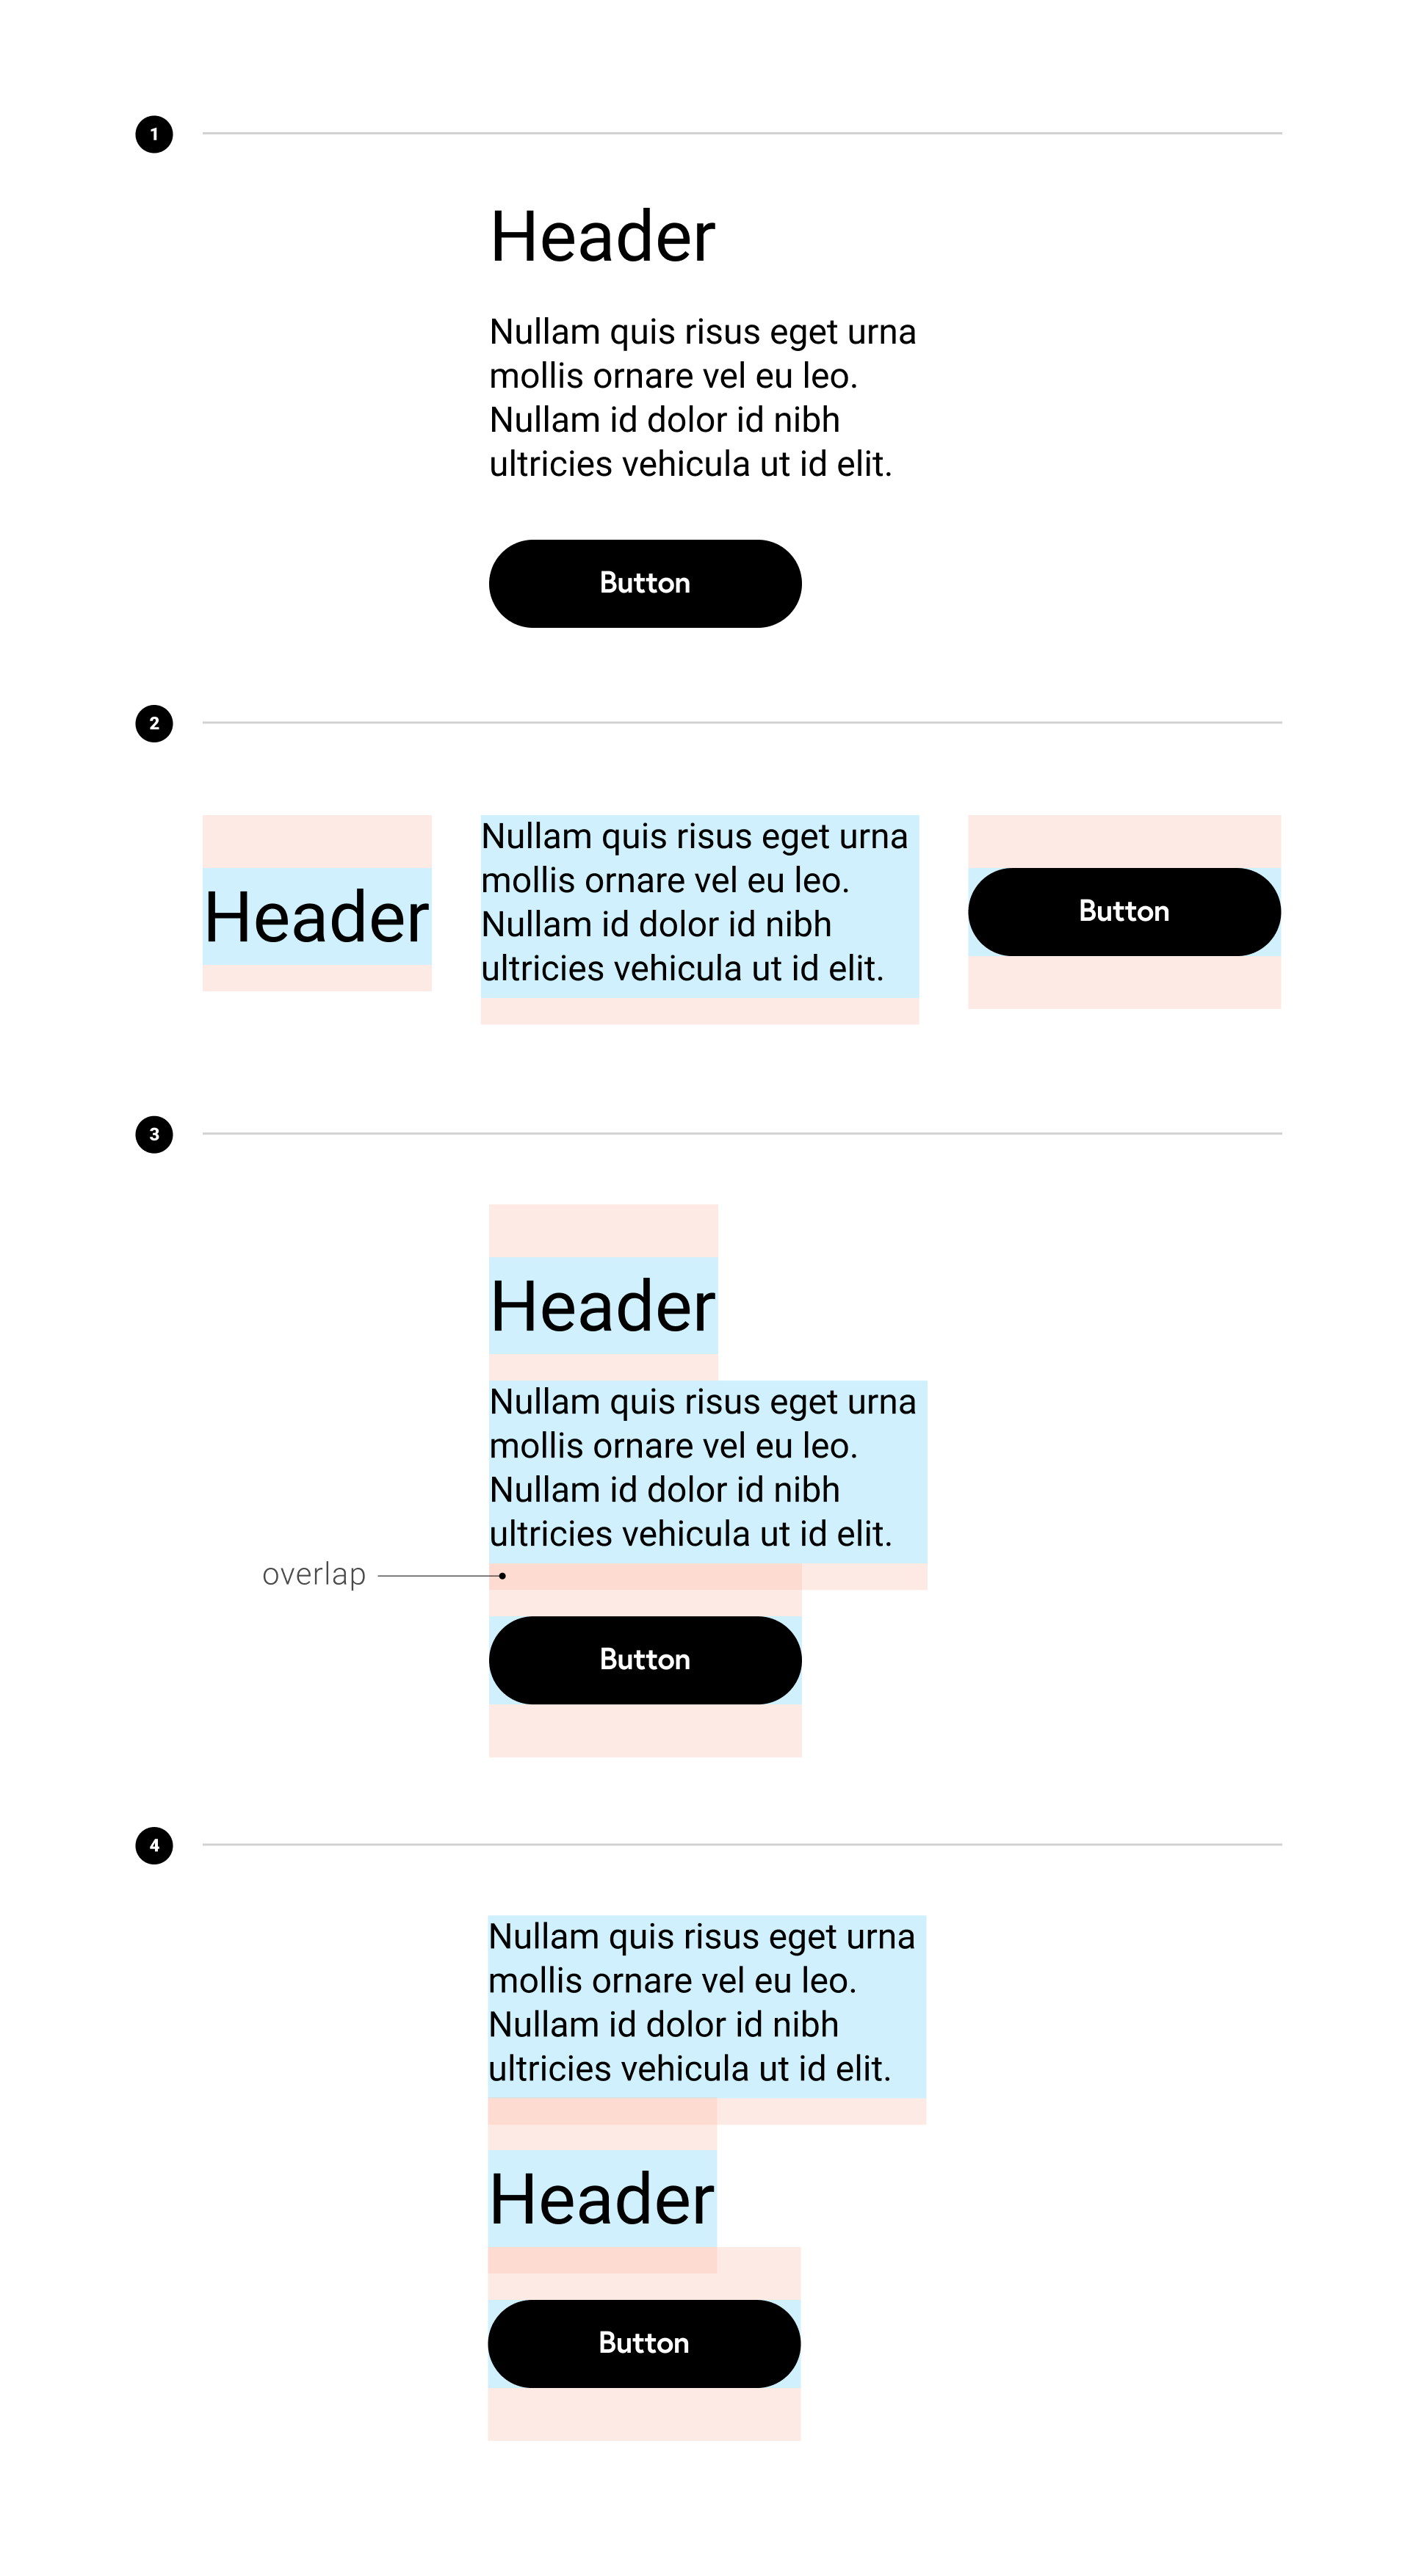 1
Header
Nullam quis risus eget urna
mollis ornare vel eu leo.
Nullam id dolor id nibh
ultricies vehicula ut id elit.
Button
2
Header
Nullam quis risus eget urna
mollis ornare vel eu leo.
Nullam id dolor id nibh
ultricies vehicula ut id elit.
Button
3
Header
Nullam quis risus eget urna
mollis ornare vel eu leo.
Nullam id dolor id nibh
ultricies vehicula ut id elit.
overlap
Button
4
Nullam quis risus eget urna
mollis ornare vel eu leo.
Nullam id dolor id nibh
ultricies vehicula ut id elit.
Header
Button